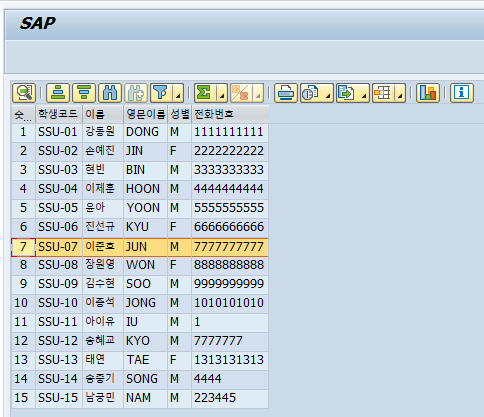 SAP
숫... 학생코드 이름 영문이름 성별 전화번호
1 SSU-01 강동원 DONG M 1111111111
2 SSU-02 손예진 JIN F 2222222222
3 SSU-03 현빈 BIN M 3333333333
4 SSU-04 이제훈 HOON M 4444444444
5 SSU-05 윤아 YOON M 5555555555
6 SSU-06 진선규 KYU F 6666666666
7 SSU-07 이준호 JUN M 7777777777
8 SSU-08 장원영 WON F 8888888888
9 SSU-09 김수현 SOO M 9999999999
10 SSU-10 이종석 JONG M 1010101010
11 SSU-11 아이유 IU M 1
12 SSU-12 송혜교 KYO M 7777777
13 SSU-13 태연 TAE F 1313131313
14 SSU-14 송중기 SONG M 4444
15 SSU-15 남궁민 NAM M 223445